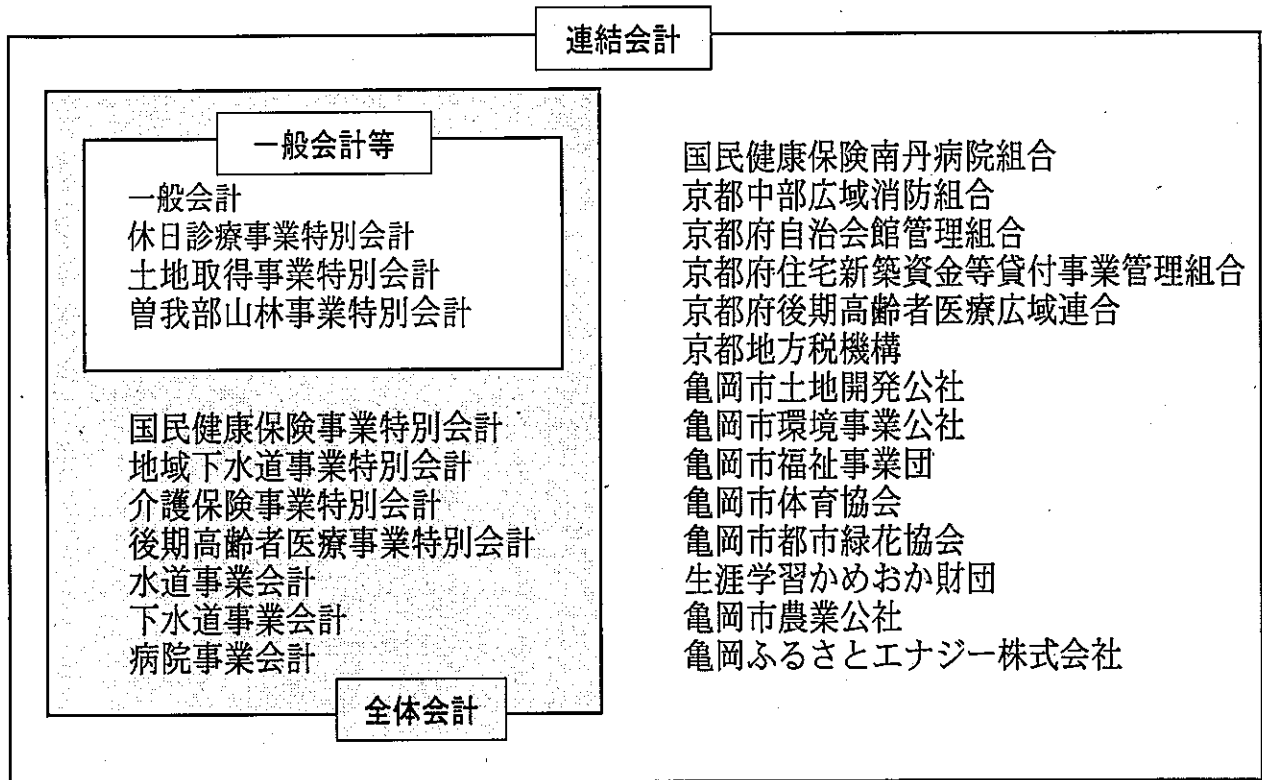 連結会計
一般会計等
一般会計
休日診療事業特別会計
土地取得事業特別会計
曽我部山林事業特別会計
国民健康保険事業特別会計
地域下水道事業特別会計
介護保険事業特別会計
後期高齢者医療事業特別会計
水道事業会計
下水道事業会計
病院事業会計
全体会計
国民健康保険南丹病院組合
京都中部広域消防組合
京都府自治会館管理組合
京都府住宅新築資金等貸付事業管理組合
京都府後期高齢者医療広域連合
京都地方税機構
亀岡市土地開発公社
亀岡市環境事業公社
亀岡市福祉事業団
亀岡市体育協会
亀岡市都市緑花協会
生涯学習かめおか財団
亀岡市農業公社
亀岡ふるさとエナジー株式会社